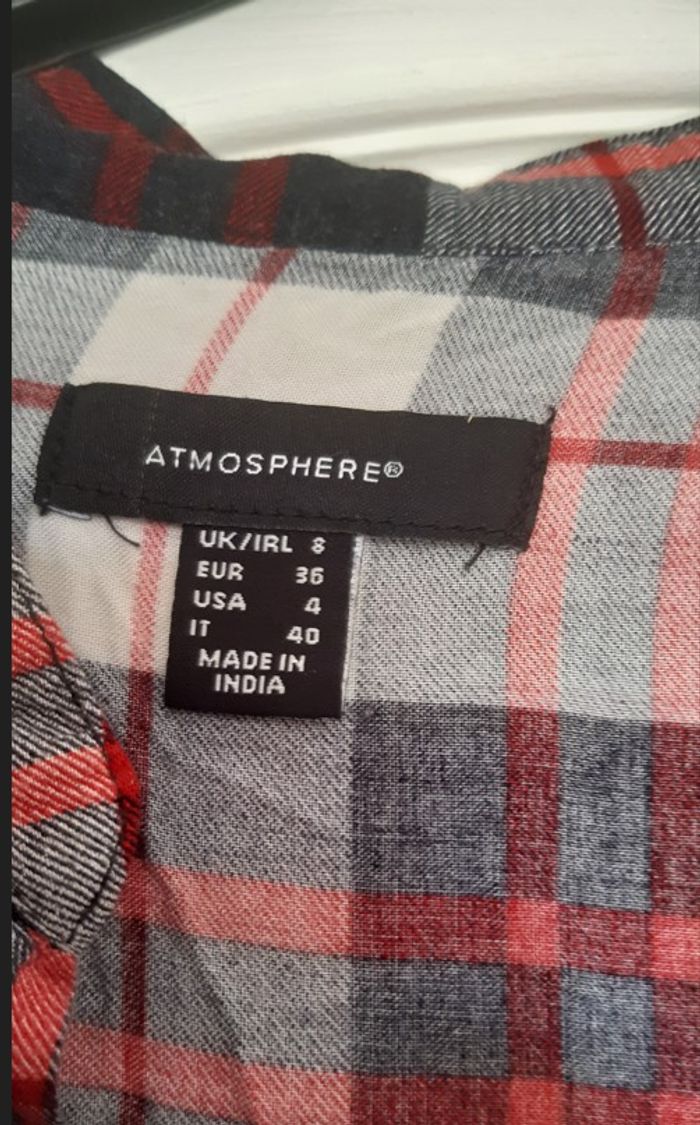 ATMOSPHERE®
UK/IRL 8
EUR 36
USA 4
IT 40
MADE IN
INDIA